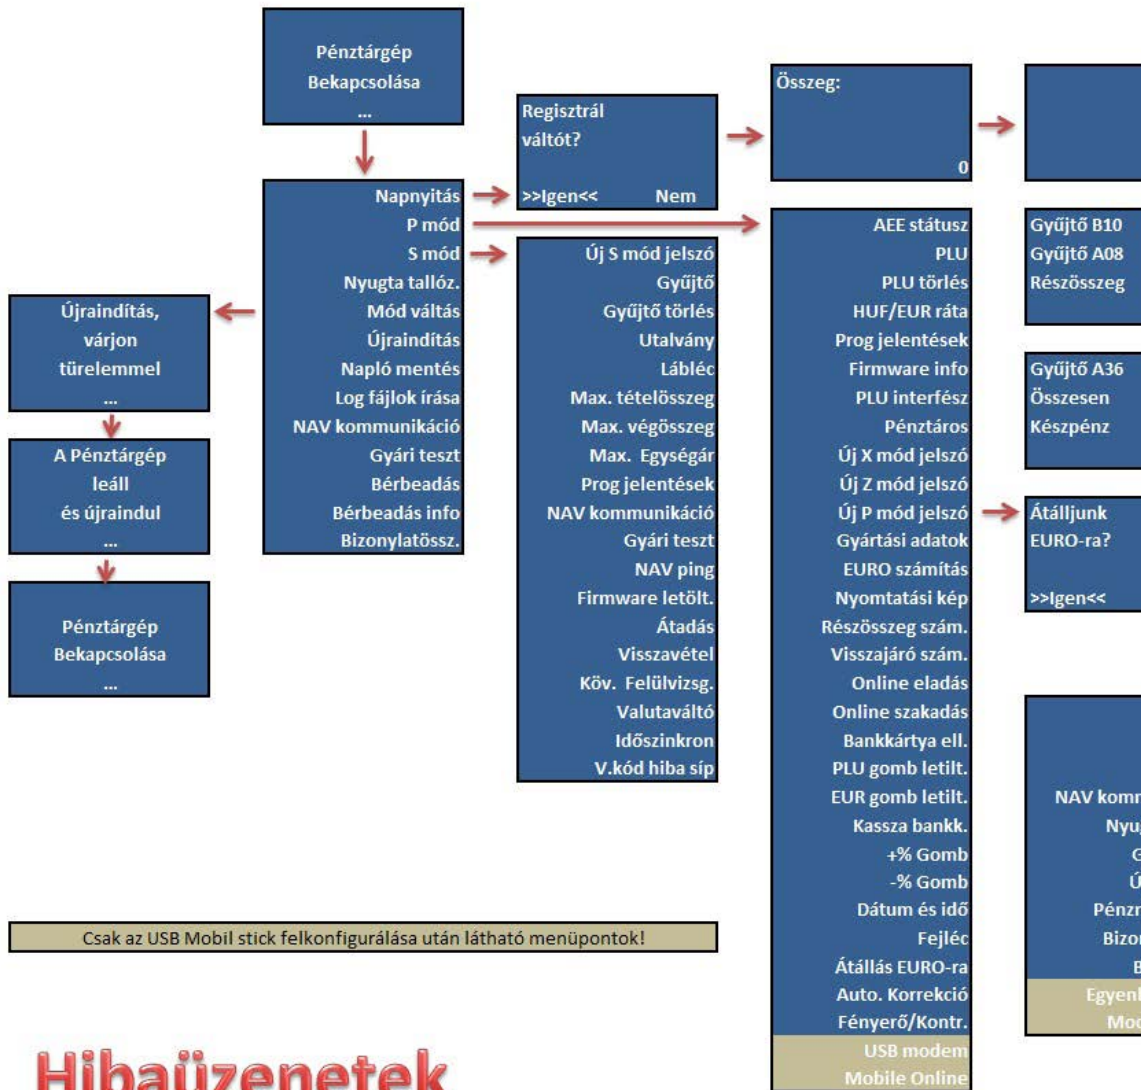 Pénztárgép
Bekapcsolása
...
Napnyitás
P mód
S mód
Nyugta tallóz.
Mód váltás
Újraindítás
Napló mentés
Log fájlok írása
NAV kommunikáció
Gyári teszt
Bérbeadás
Bérbeadás info
Bizonylatössz.
Újraindítás,
várjon
türelemmel
...
A Pénztárgép
leáll
és újraindul
...
Pénztárgép
Bekapcsolása
...
Regisztrál
váltót?
>>Igen<< Nem
Új S mód jelszó
Gyűjtő
Gyűjtő törlés
Utalvány
Lábléc
Max. tételösszeg
Max. végösszeg
Max. Egységár
Prog jelentések
NAV kommunikáció
Gyári teszt
NAV ping
Firmware letölt.
Átadás
Visszavétel
Köv. Felülvizsg.
Valutaváltó
Időszinkron
V.kód hiba síp
Összeg:
0
AEE státusz
PLU
PLU törlés
HUF/EUR ráta
Prog jelentések
Firmware info
PLU interfész
Pénztáros
Új X mód jelszó
Új Z mód jelszó
Új P mód jelszó
Gyártási adatok
EURO számítás
Nyomtatási kép
Részösszeg szám.
Visszajáró szám.
Online eladás
Online szakadás
Bankkártya ell.
PLU gomb letilt.
EUR gomb letilt.
Kassza bankk.
+% Gomb
-% Gomb
Dátum és idő
Fejléc
Átállás EURO-ra
Auto. Korrekció
Fényerő/Kontr.
USB modem
Mobile Online
Gyűjtő B10
Gyűjtő A08
Részösszeg
Gyűjtő A36
Összesen
Készpénz
Átálljunk
EURO-ra?
>>Igen<<
NAV
Csak az USB Mobil stick felkonfigurálása után látható menüpontok!
Hibaüzenetek